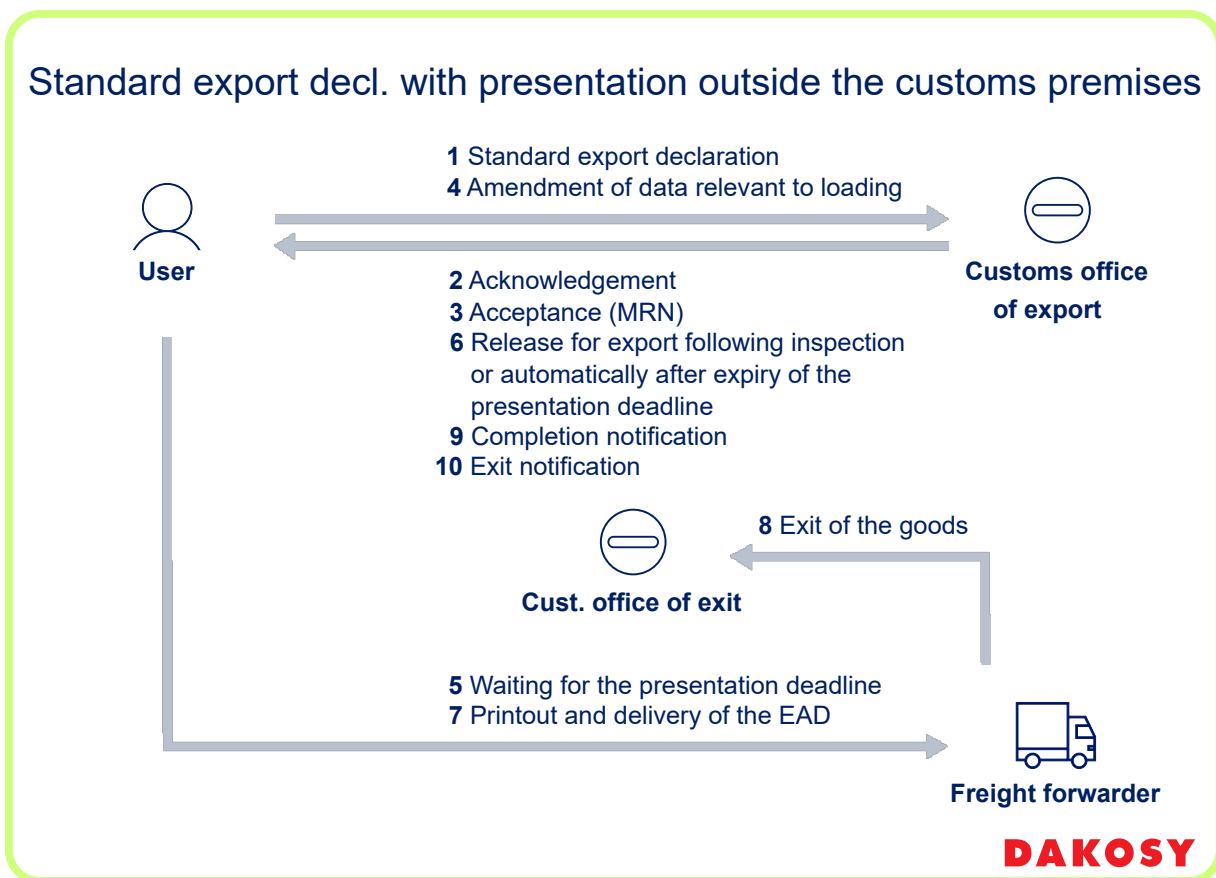 Standard export decl. with presentation outside the customs premises
1 Standard export declaration
4 Amendment of data relevant to loading
User
Customs office
of export
2 Acknowledgement
3 Acceptance (MRN)
6 Release for export following inspection
or automatically after expiry of the
presentation deadline
9 Completion notification
10 Exit notification
8 Exit of the goods
Cust. office of exit
5 Waiting for the presentation deadline
7 Printout and delivery of the EAD
Freight forwarder
DAKOSY